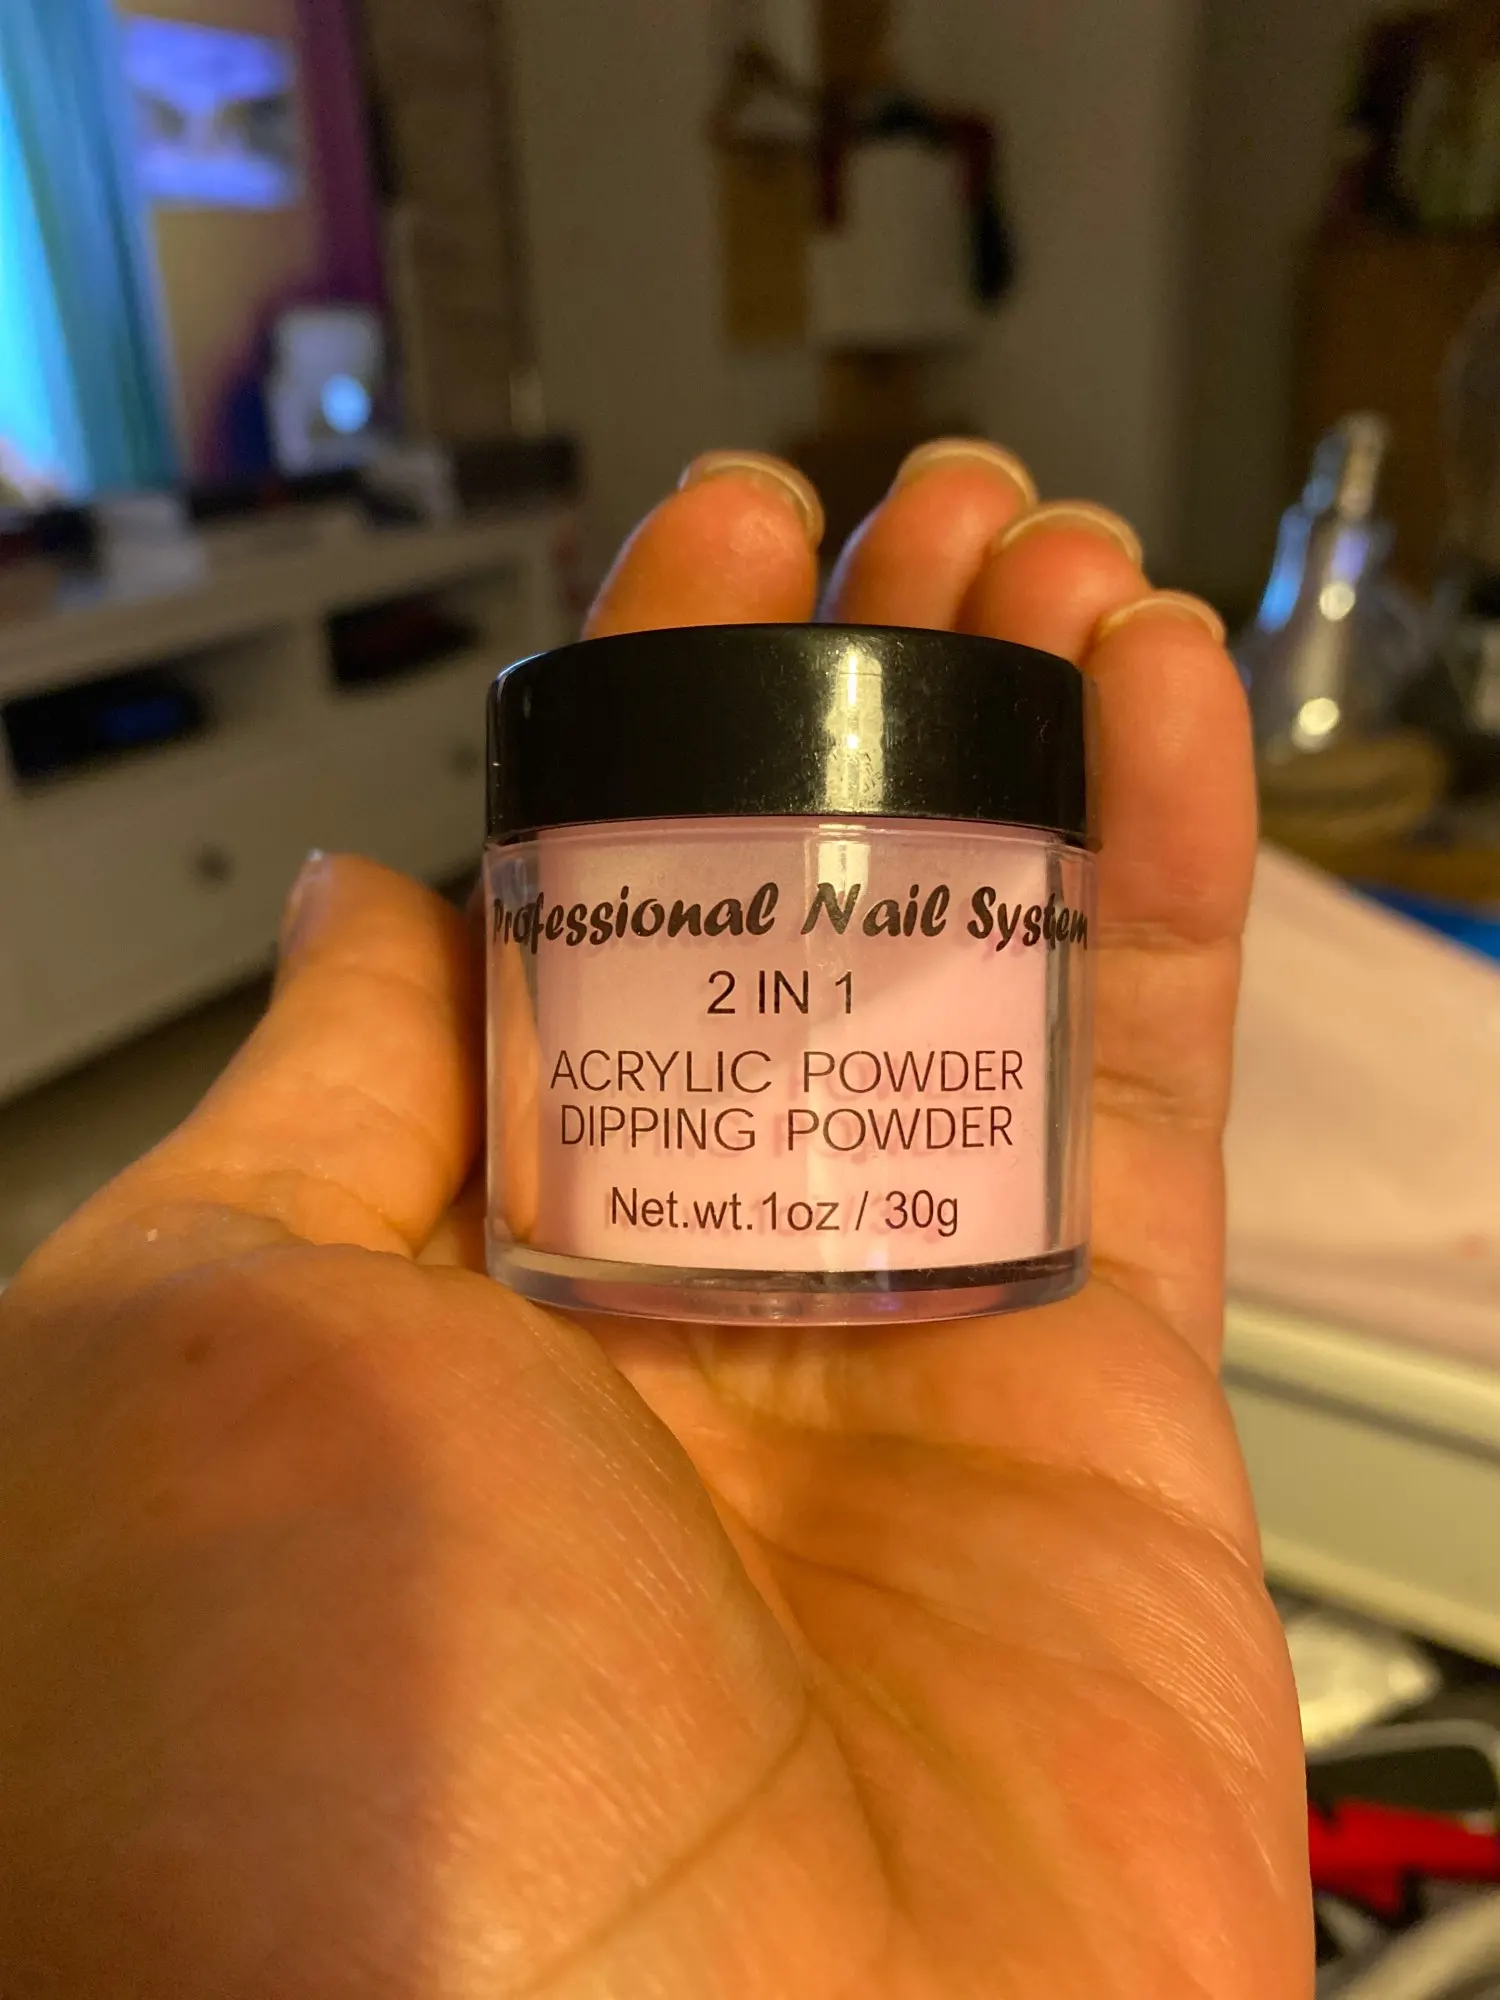 Professional Nail System
2 IN 1
ACRYLIC POWDER
DIPPING POWDER
Net.wt.1oz / 30g